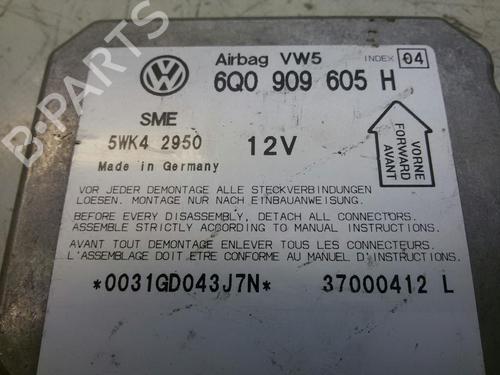 B-PARTS
Airbag VW5 INDEX 04
6Q0 909 605 H
SME
5WK4 2950 12V
Made in Germany
VORNE
FORWARD
AVANT
VOR JEDER DEMONTAGE ALLE STECKVERBINDUNGEN
LOESEN. MONTAGE NUR NACH EINBAUANWEISUNG.
BEFORE EVERY DISASSEMBLY, DETACH ALL CONNECTORS.
ASSEMBLE STRICTLY ACCORDING TO MANUAL INSTRUCTIONS.
AVANT TOUT DEMONTAGE ENLEVER TOUS LES CONNECTEURS.
L'ASSEMBLAGE DOIT ETRE CONFORME AU MANUEL D'INSTRUCTIONS.
*0031GD043J7N* 37000412 L